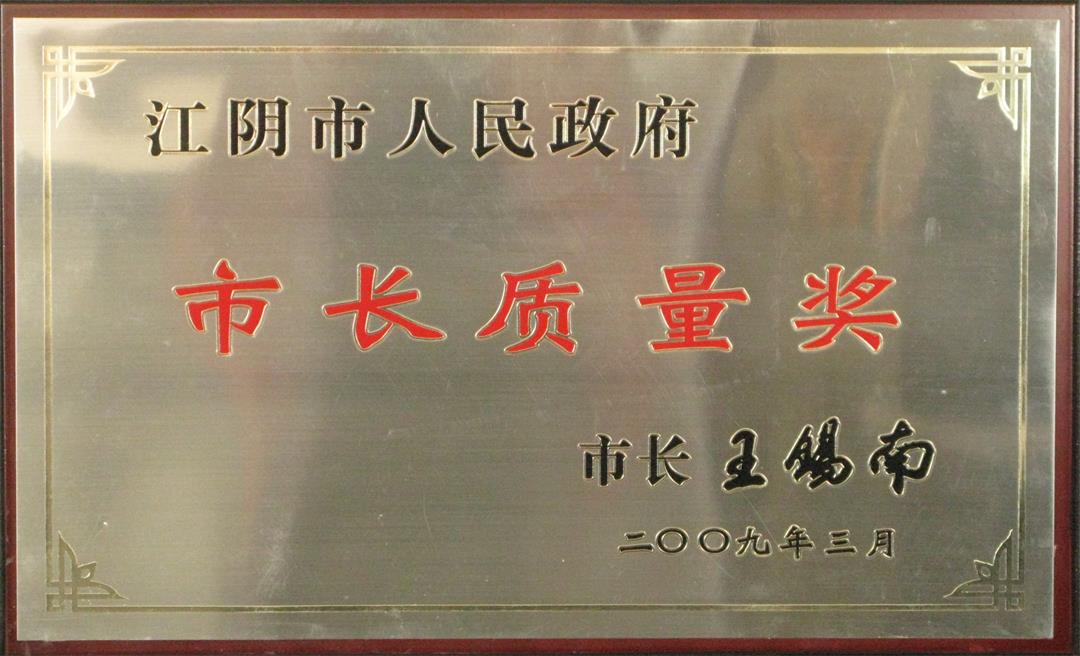 江阴市人民政府
市长质量奖
市长 王锡南
二〇〇九年三月